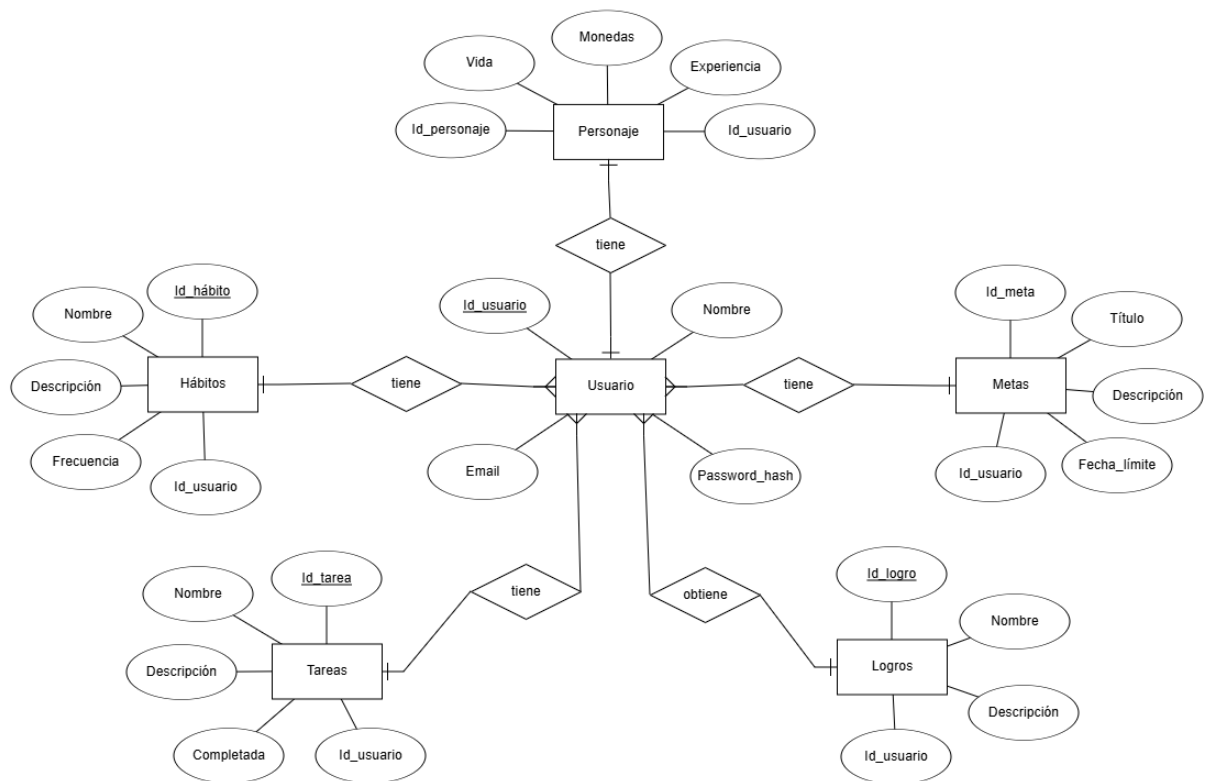 Monedas
Vida
Experiencia
Id_personaje
Personaje
Id_usuario
tiene
Id_hábito
Nombre
Descripción
Hábitos
Frecuencia
Id_usuario
tiene
Id_usuario
Nombre
Usuario
Email
Password_hash
tiene
Id_meta
Título
Metas
Descripción
Id_usuario
Fecha_límite
tiene
obtiene
Id_tarea
Nombre
Descripción
Tareas
Completada
Id_usuario
Id_logro
Nombre
Logros
Descripción
Id_usuario